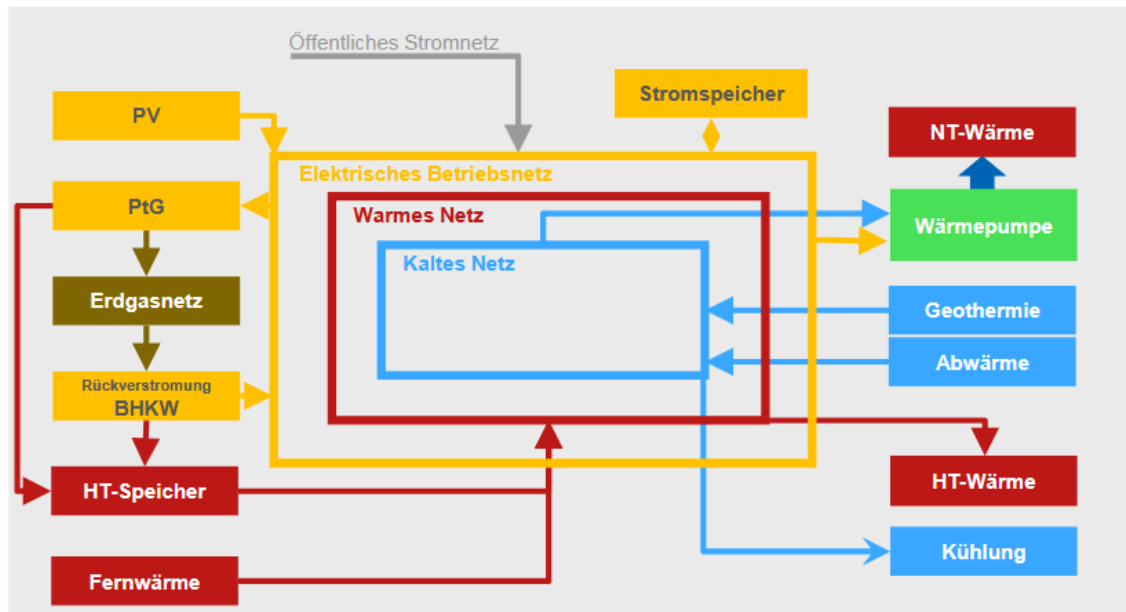 Öffentliches Stromnetz
Stromspeicher
PV
NT-Wärme
Elektrisches Betriebsnetz
PtG
Warmes Netz
Wärmepumpe
Kaltes Netz
Erdgasnetz
Geothermie
Abwärme
Rückverstromung
BHKW
HT-Speicher
HT-Wärme
Kühlung
Fernwärme